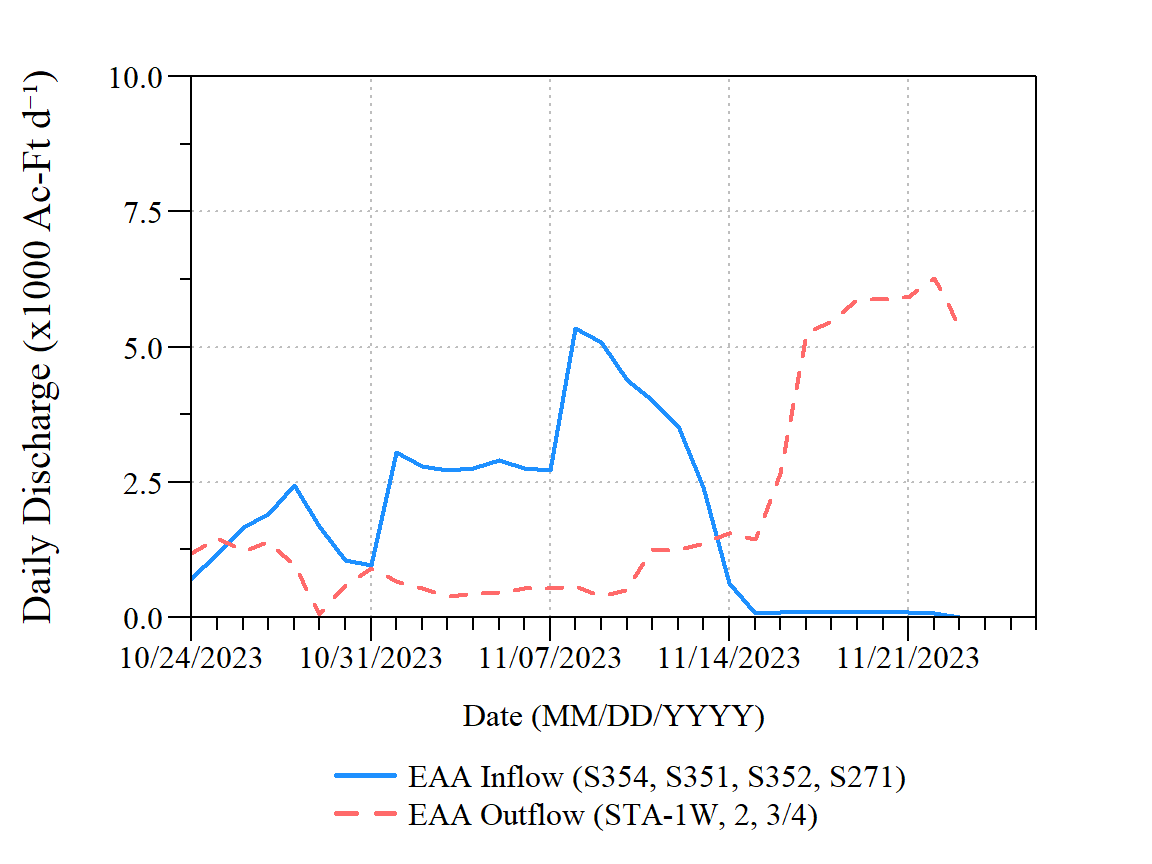 Daily Discharge (x1000 Ac-Ft d⁻¹)
10.0
7.5
5.0
2.5
0.0
10/24/2023 10/31/2023 11/07/2023 11/14/2023 11/21/2023
Date (MM/DD/YYYY)
EAA Inflow (S354, S351, S352, S271)
EAA Outflow (STA-1W, 2, 3/4)